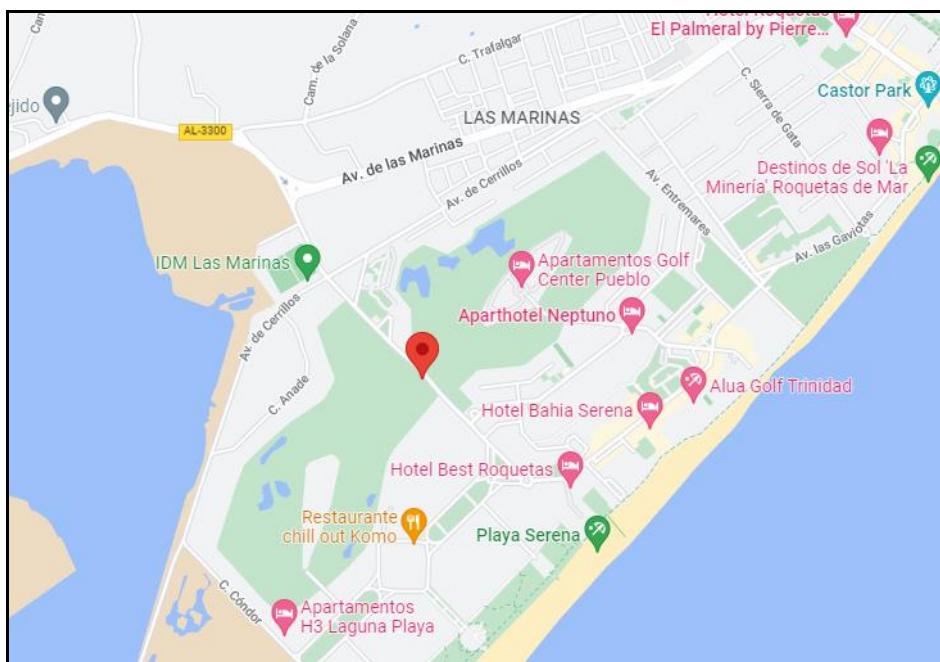 El Palmeral by Pierre...
C. Trafalgar
Cam. de la Solana
Castor Park
C. Sierra de Gata
ejido
AL-3300
LAS MARINAS
Av. de las Marinas
Destinos de Sol 'La
Minería' Roquetas de Mar
Av. de Cerrillos
Av. Entremares
Av. las Gaviotas
IDM Las Marinas
Apartamentos Golf
Center Pueblo
Aparthotel Neptuno
Av. de Cerrillos
C. Anade
Alua Golf Trinidad
Hotel Bahia Serena
Hotel Best Roquetas
Restaurante
chill out Komo
Playa Serena
C. Cóndor
Apartamentos
H3 Laguna Playa